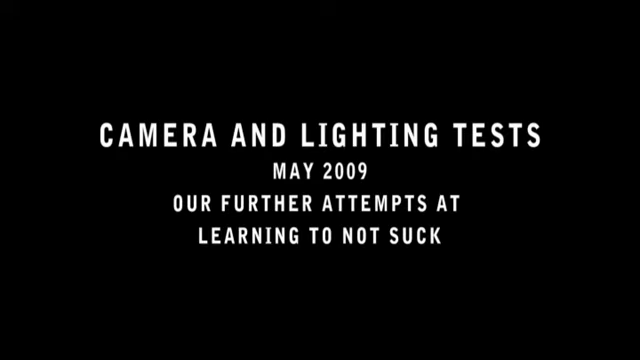 CAMERA AND LIGHTING TESTS
MAY 2009
OUR FURTHER ATTEMPTS AT
LEARNING TO NOT SUCK